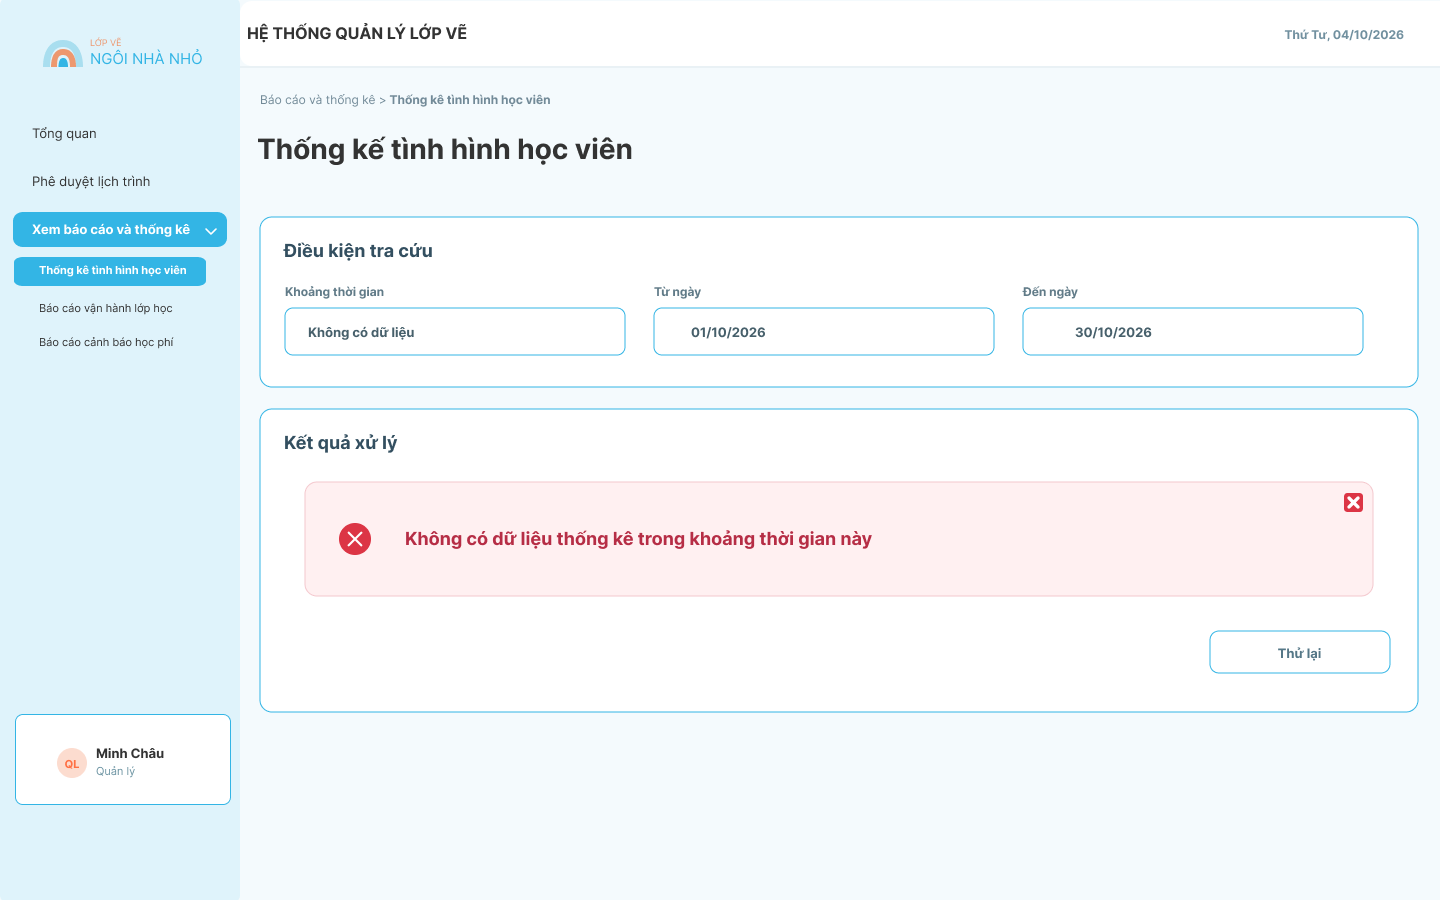 LỚP VẼ
NGÔI NHÀ NHỎ
HỆ THỐNG QUẢN LÝ LỚP VẼ
Thứ Tư, 04/10/2026
Tổng quan
Phê duyệt lịch trình
Xem báo cáo và thống kê
Thống kê tình hình học viên
Báo cáo vận hành lớp học
Báo cáo cảnh báo học phí
Minh Châu
QL
Quản lý
Báo cáo và thống kê > Thống kê tình hình học viên
Thống kế tình hình học viên
Điều kiện tra cứu
Khoảng thời gian
Từ ngày
Đến ngày
Không có dữ liệu
01/10/2026
30/10/2026
Kết quả xử lý
Không có dữ liệu thống kê trong khoảng thời gian này
Thử lại